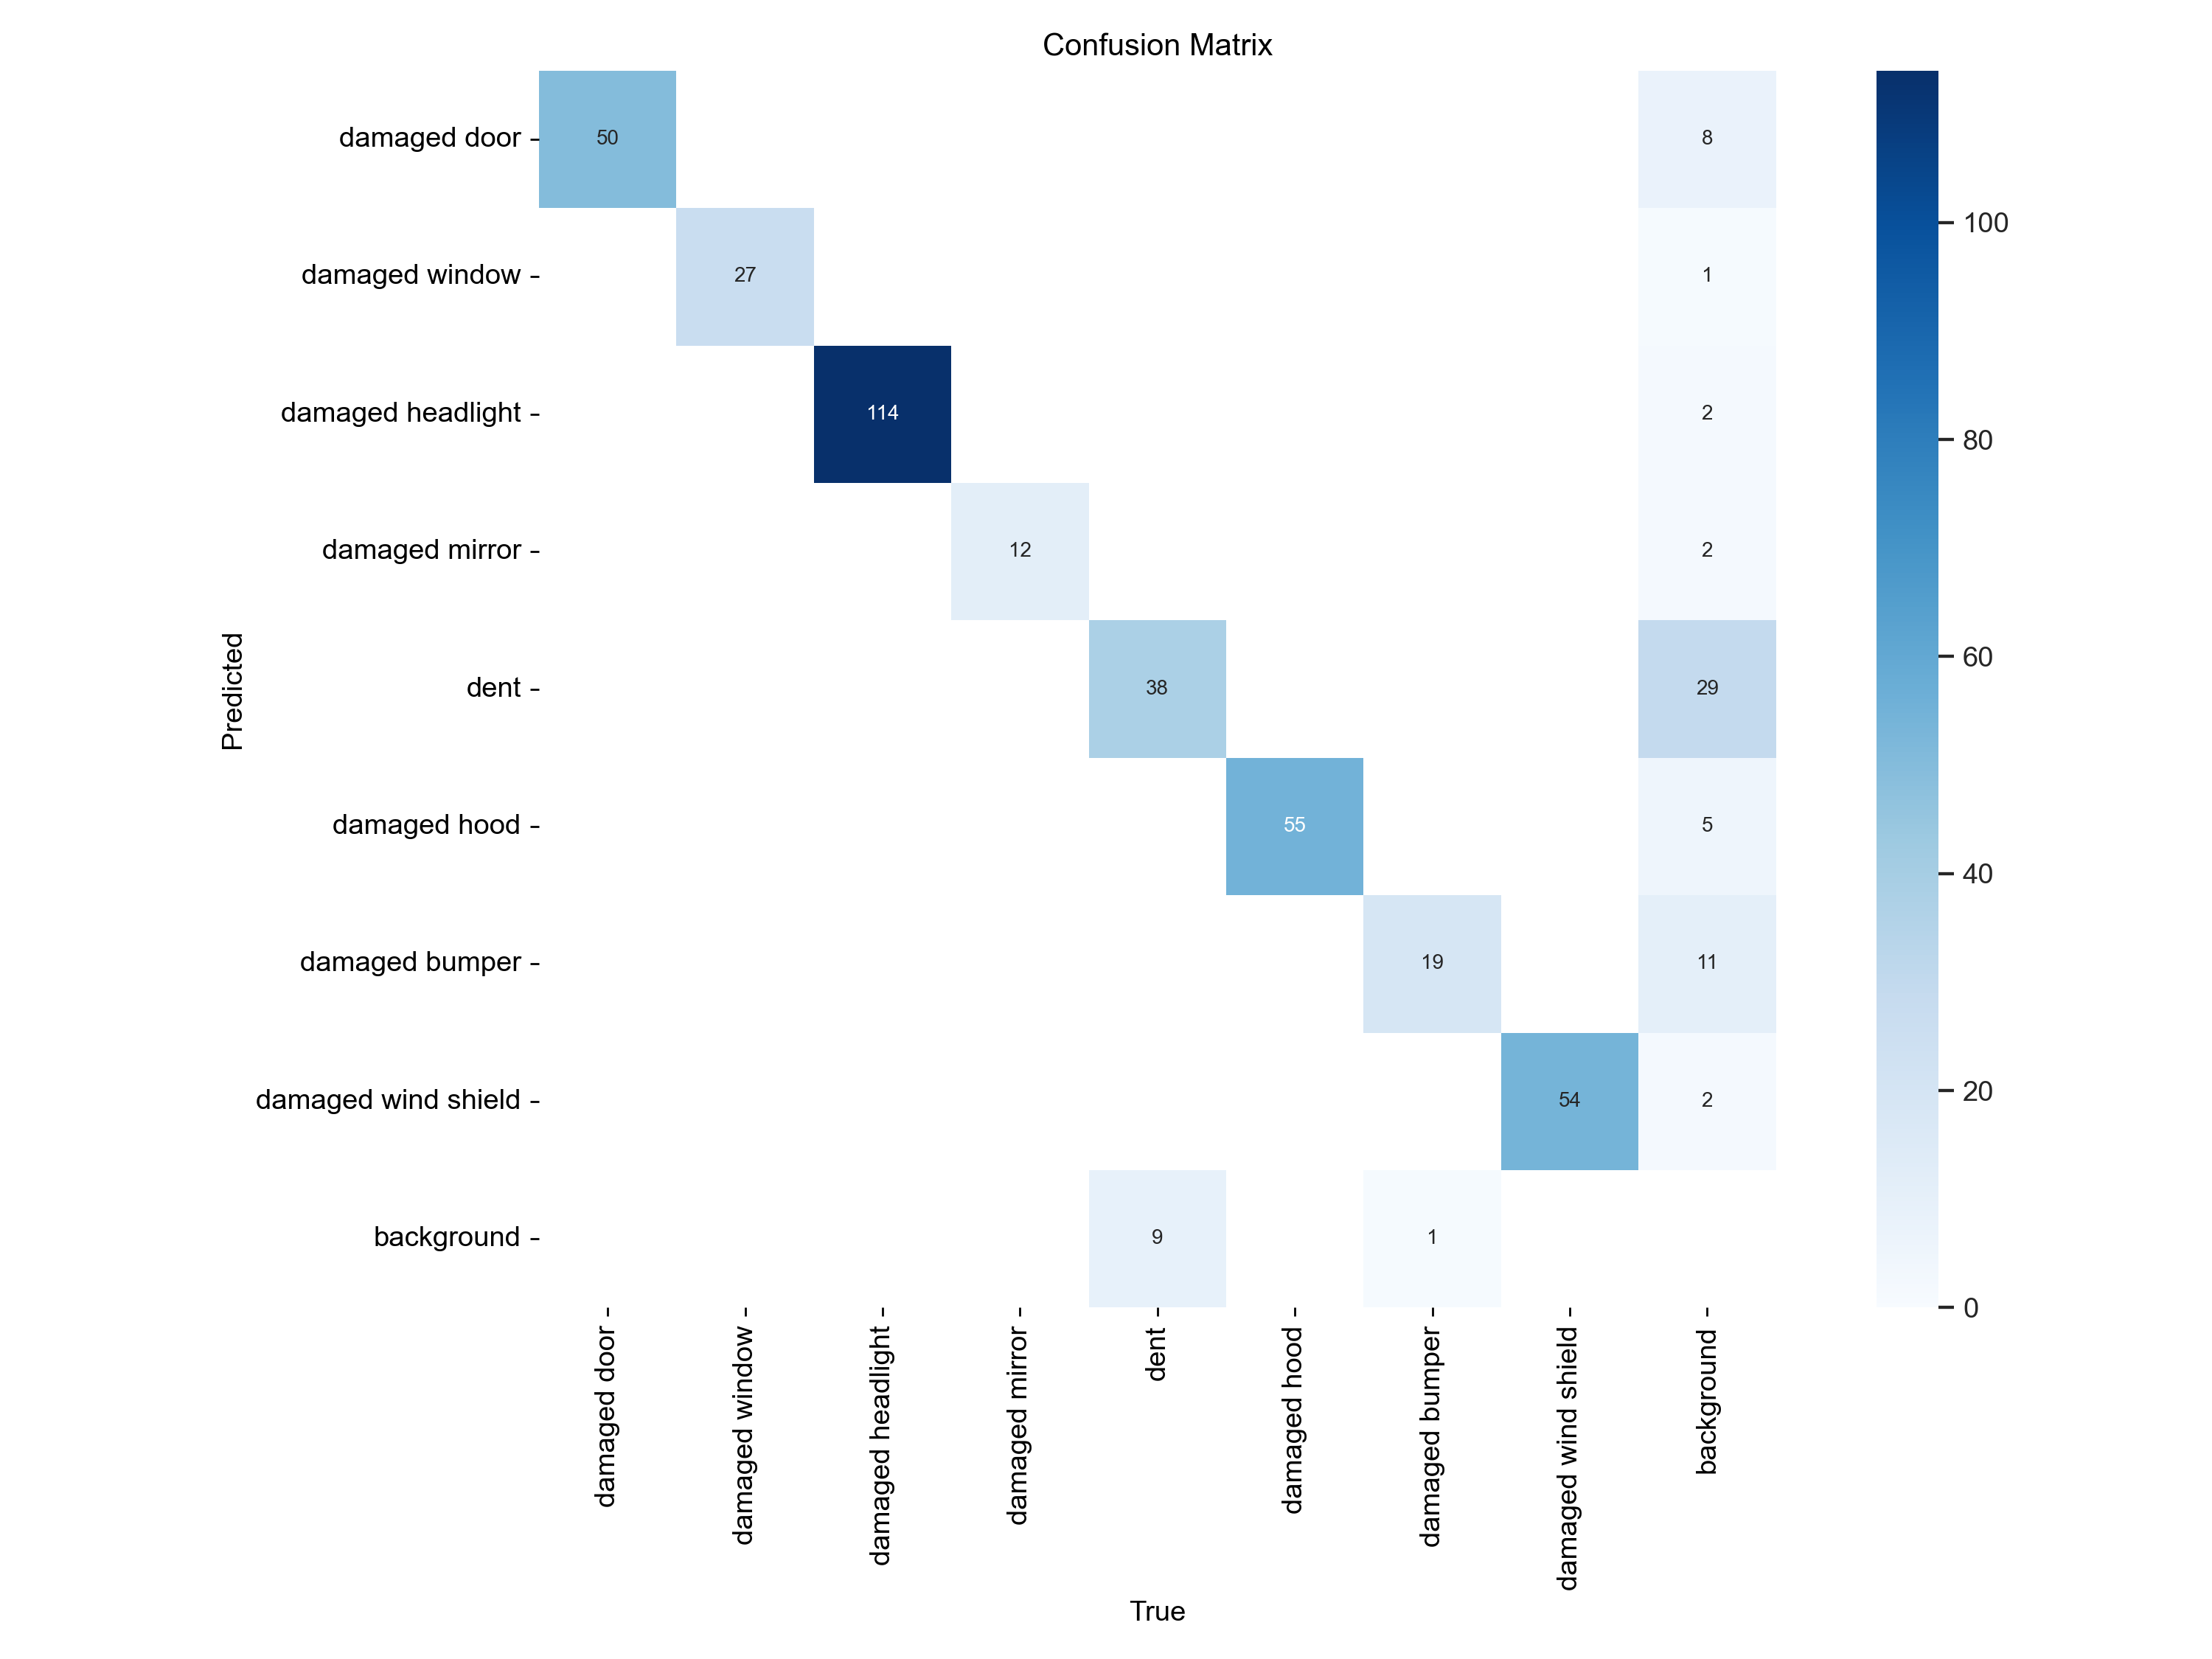 Confusion Matrix
damaged door
50
8
damaged window
27
1
100
damaged headlight
114
2
80
damaged mirror
12
2
60
Predicted
dent
38
29
damaged hood
55
5
40
damaged bumper
19
11
damaged wind shield
54
2
20
background
9
1
0
damaged door
damaged window
damaged headlight
damaged mirror
dent
damaged hood
damaged bumper
damaged wind shield
background
True